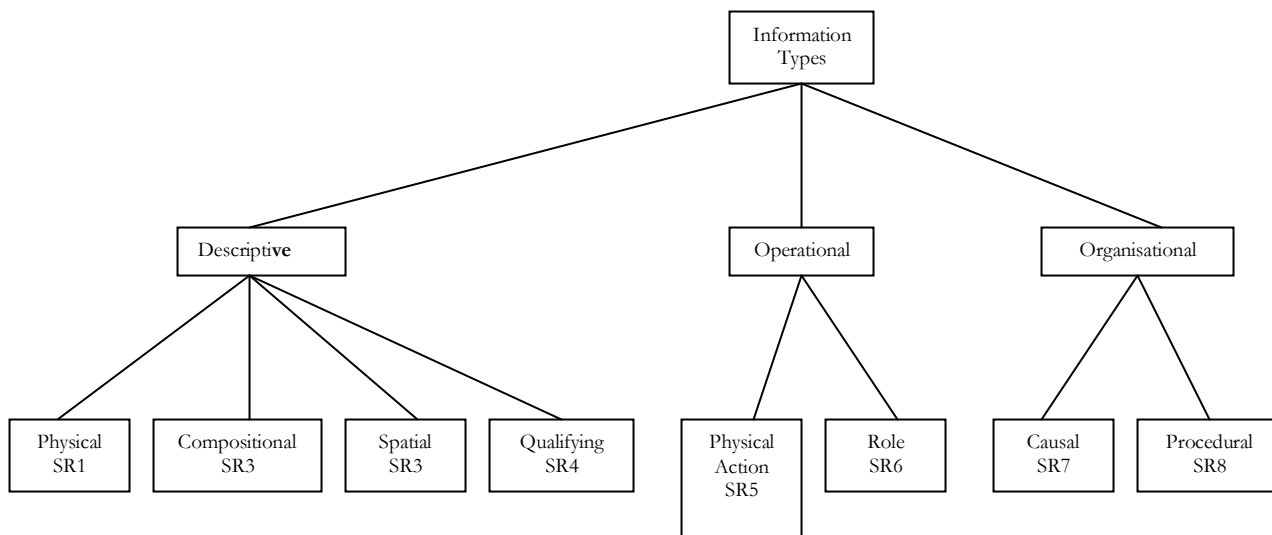 Information
Types
Descriptive
Operational
Organisational
Physical
SR1
Compositional
SR3
Spatial
SR3
Qualifying
SR4
Physical
Action
SR5
Role
SR6
Causal
SR7
Procedural
SR8